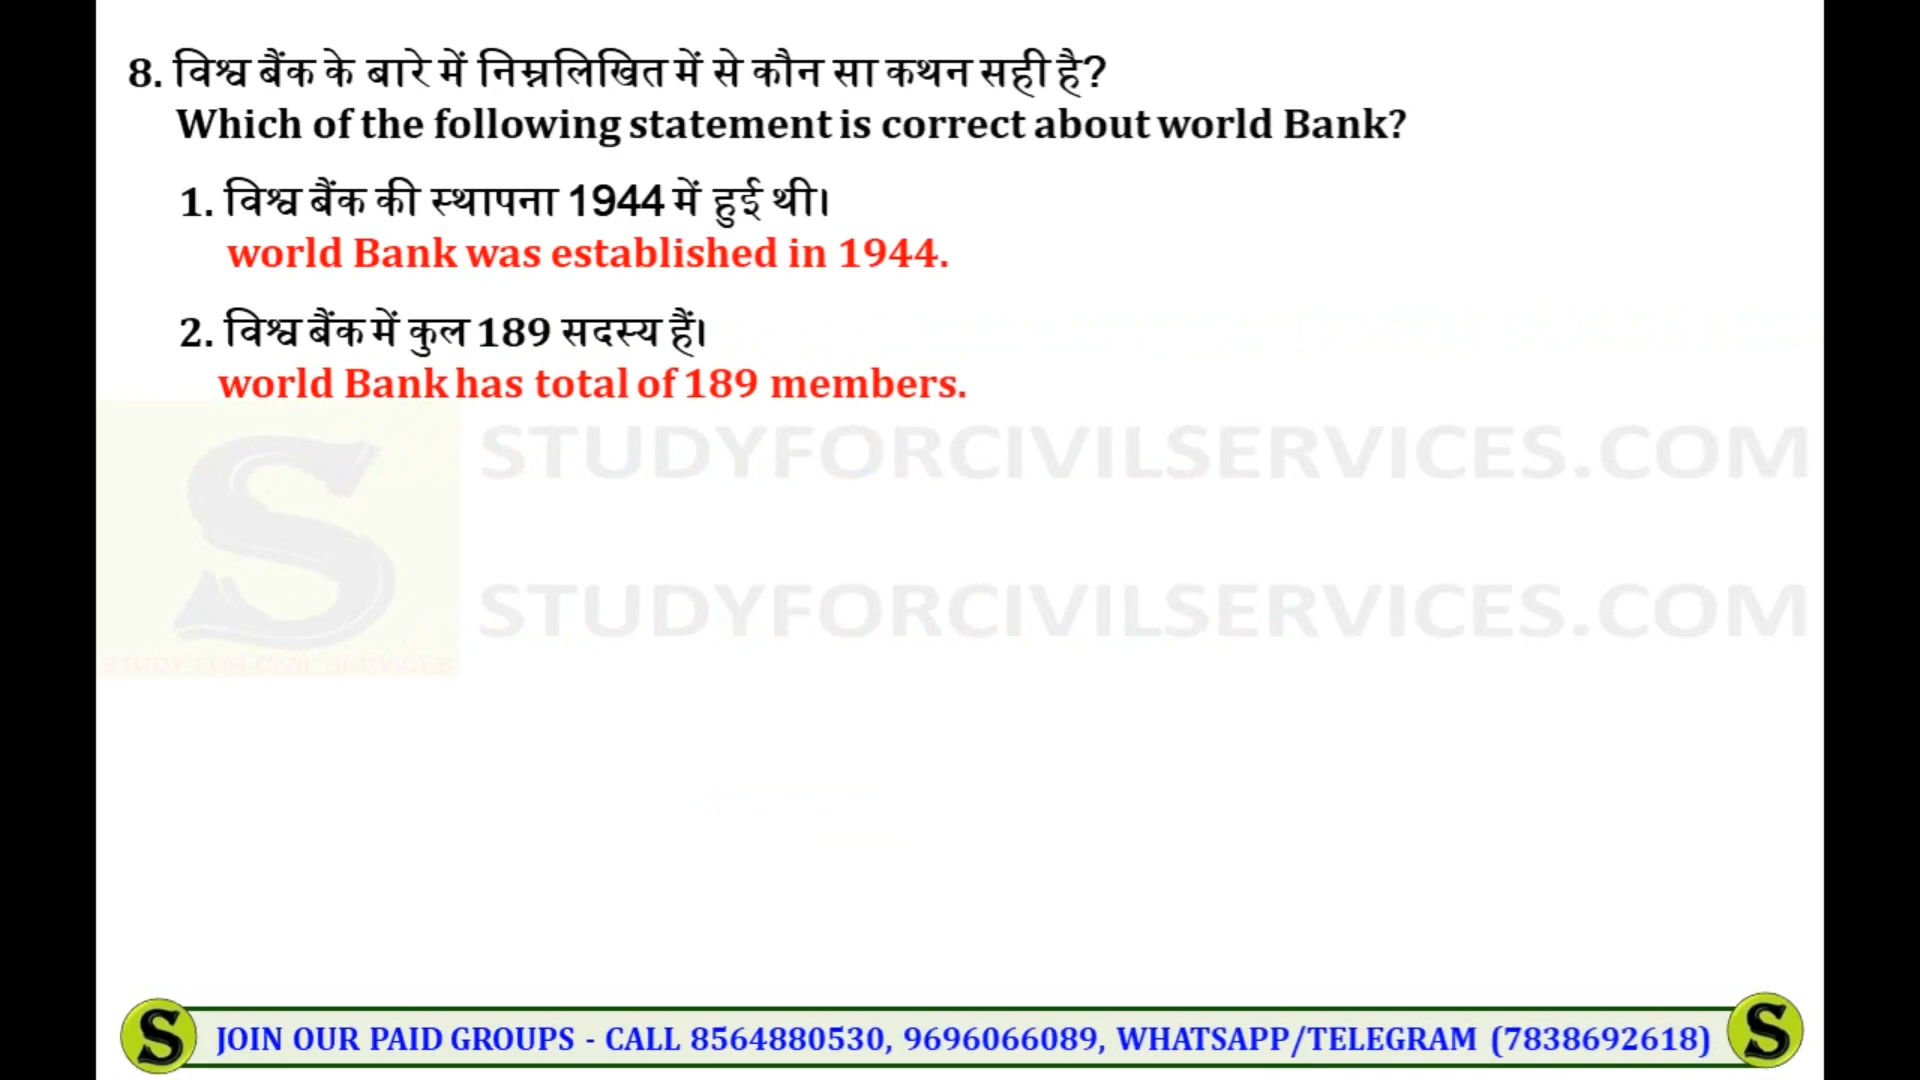 8. विश्व बैंक के बारे में निम्नलिखित में से कौन सा कथन सही है?
Which of the following statement is correct about world Bank?
1. विश्व बैंक की स्थापना 1944 में हुई थी।
world Bank was established in 1944.
2. विश्व बैंक में कुल 189 सदस्य हैं।
world Bank has total of 189 members.
STUDYFORCIVILSERVICES.COM
STUDYFORCIVILSERVICES.COM
S
STUDY FOR CIVIL SERVICES
S JOIN OUR PAID GROUPS - CALL 8564880530, 9696066089, WHATSAPP/TELEGRAM (7838692618) S